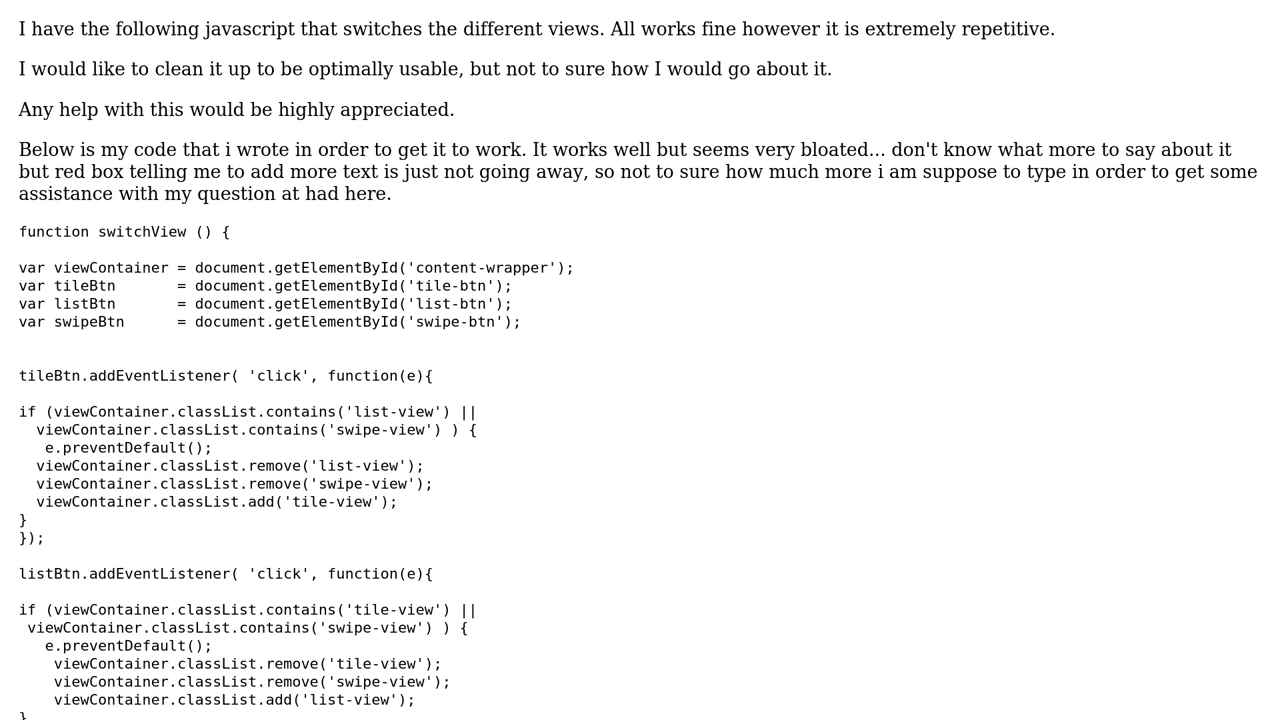 I have the following javascript that switches the different views. All works fine however it is extremely repetitive.
I would like to clean it up to be optimally usable, but not to sure how I would go about it.
Any help with this would be highly appreciated.
Below is my code that i wrote in order to get it to work. It works well but seems very bloated... don't know what more to say about it
but red box telling me to add more text is just not going away, so not to sure how much more i am suppose to type in order to get some
assistance with my question at had here.
function switchView () {
var viewContainer = document.getElementById('content-wrapper');
var tileBtn       = document.getElementById('tile-btn');
var listBtn       = document.getElementById('list-btn');
var swipeBtn      = document.getElementById('swipe-btn');
tileBtn.addEventListener( 'click', function(e){
if (viewContainer.classList.contains('list-view') ||
  viewContainer.classList.contains('swipe-view') ) {
   e.preventDefault();
  viewContainer.classList.remove('list-view');
  viewContainer.classList.remove('swipe-view');
  viewContainer.classList.add('tile-view');
}
});
listBtn.addEventListener( 'click', function(e){
if (viewContainer.classList.contains('tile-view') ||
 viewContainer.classList.contains('swipe-view') ) {
   e.preventDefault();
    viewContainer.classList.remove('tile-view');
    viewContainer.classList.remove('swipe-view');
    viewContainer.classList.add('list-view');
}